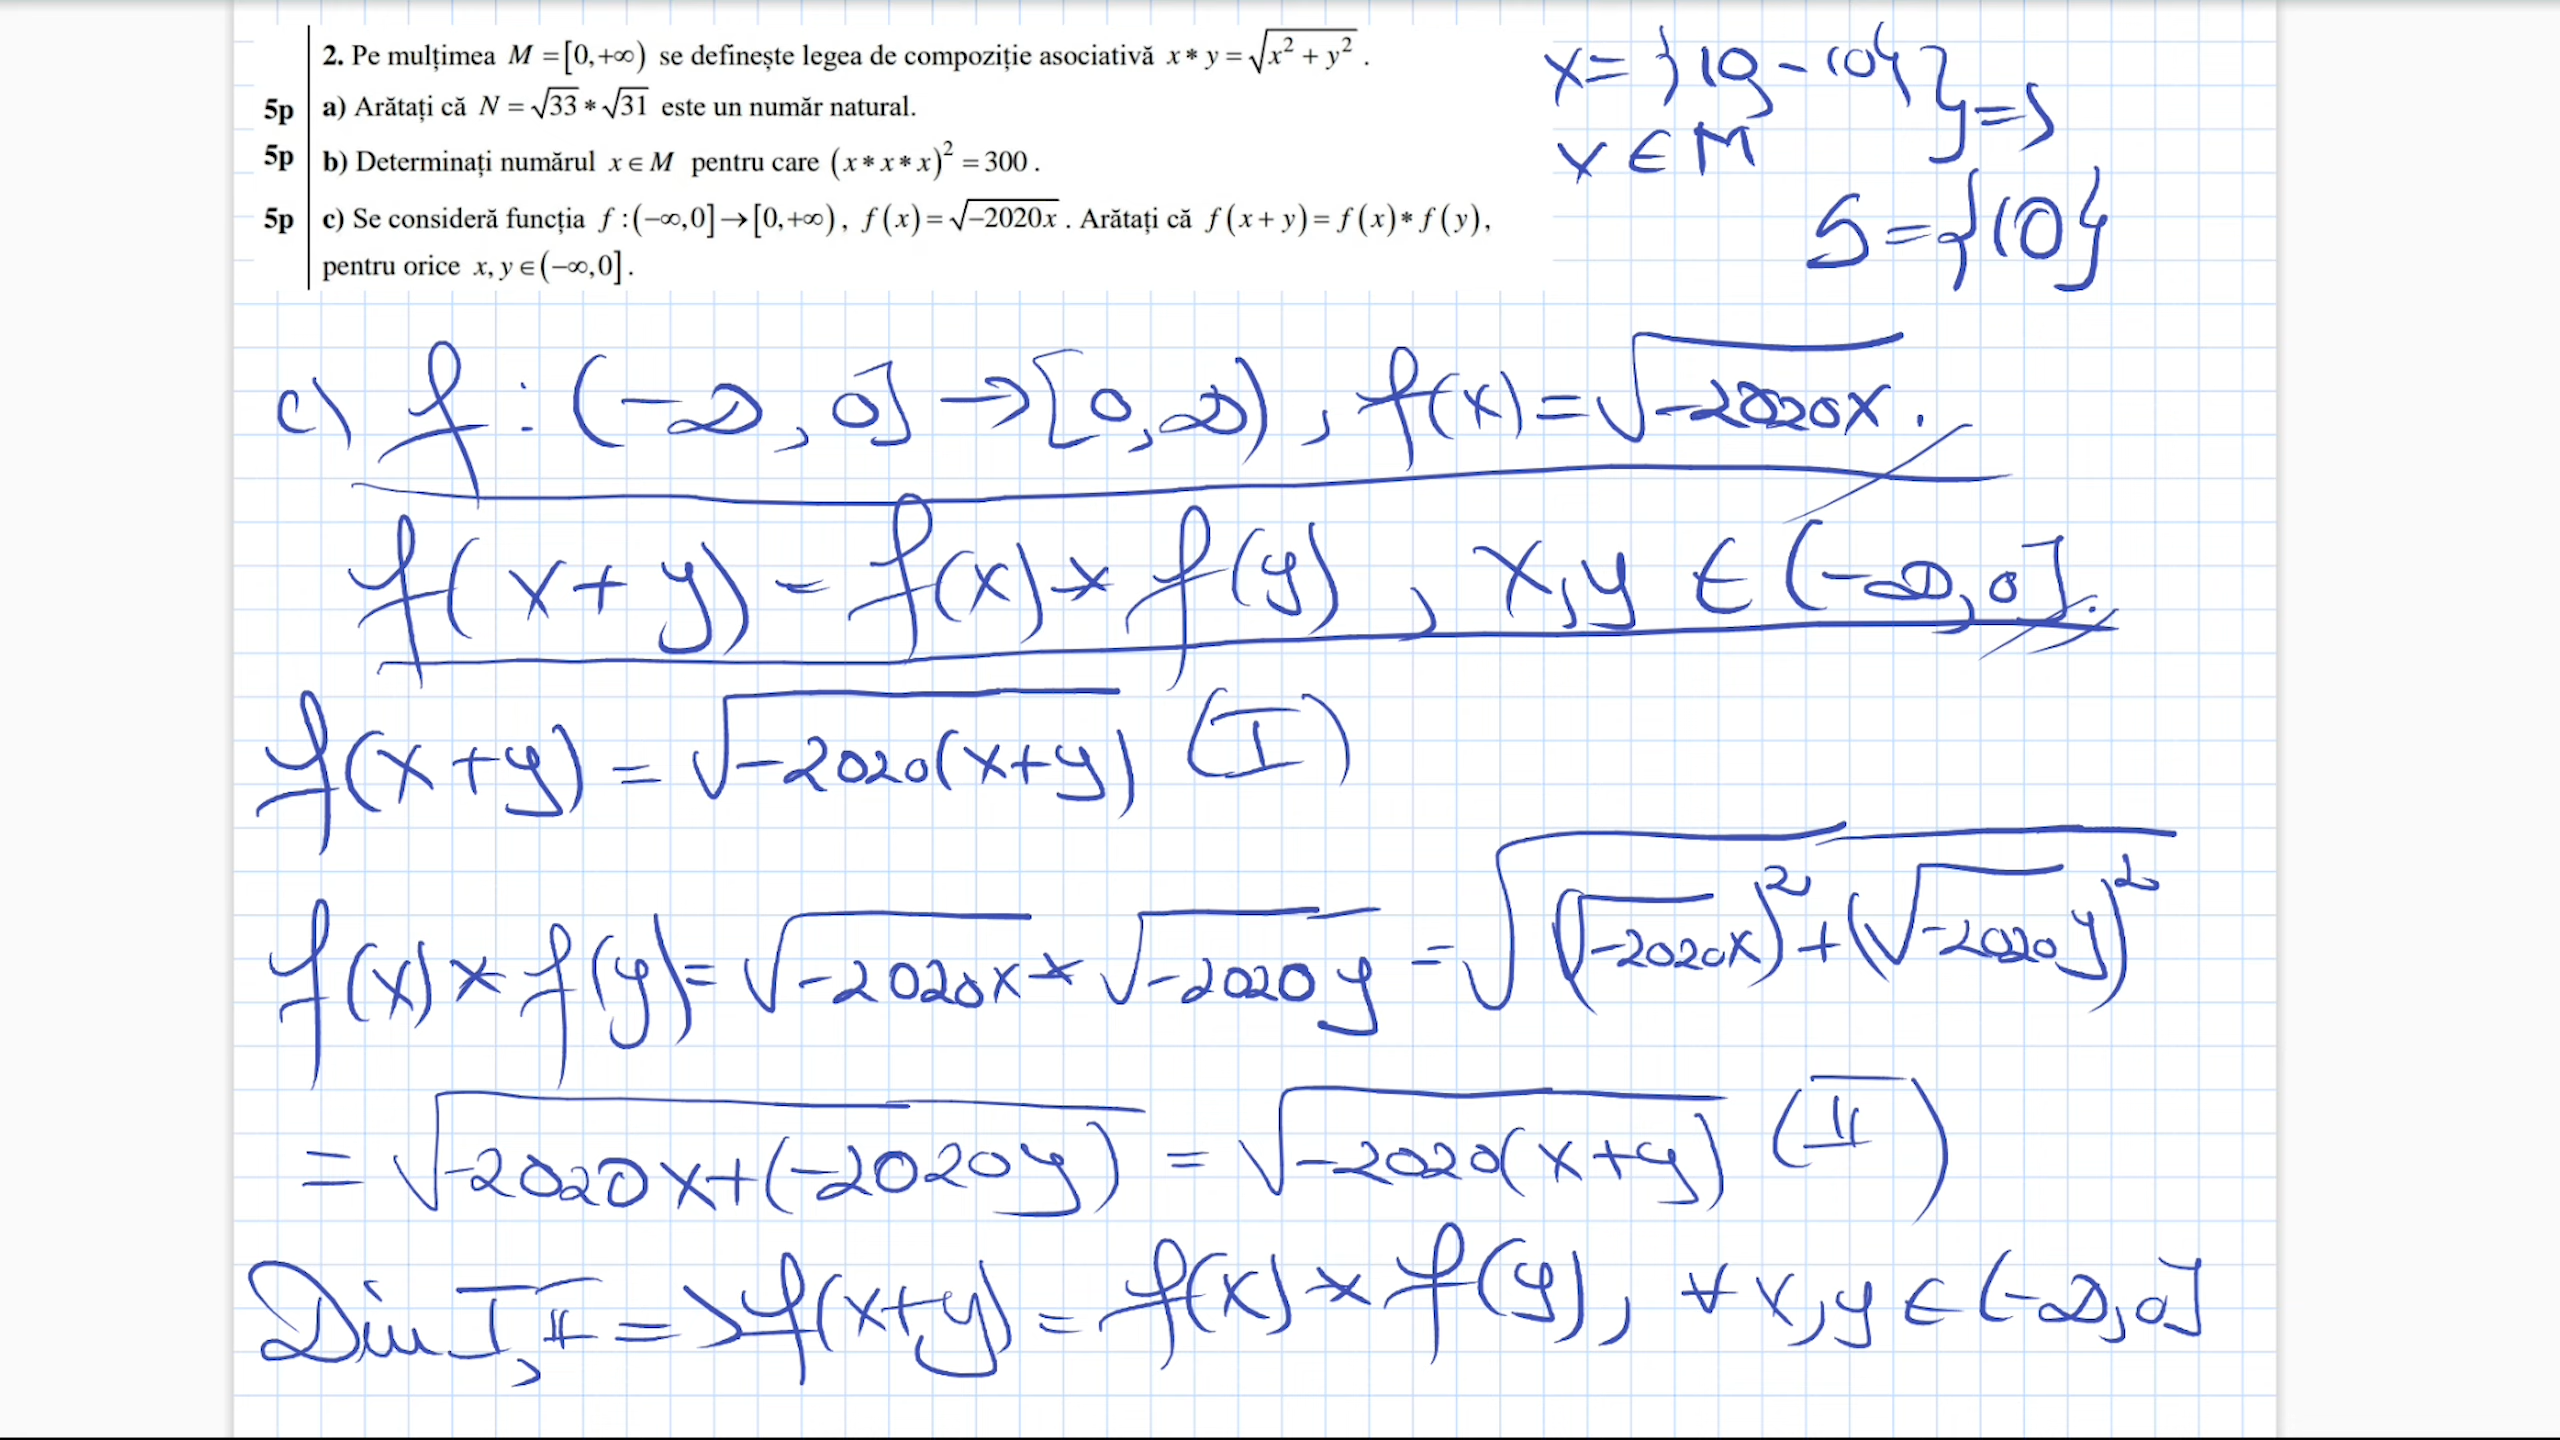 2. Pe mulțimea M = [0,+∞) se definește legea de compoziție asociativă x * y = √(x² + y²) .
5p a) Arătați că N = √33 * √31 este un număr natural.
5p b) Determinați numărul x ∈ M pentru care (x * x * x)² = 300 .
5p c) Se consideră funcția f : (−∞,0] → [0,+∞) , f(x) = √(−2020x) . Arătați că f(x + y) = f(x) * f(y),
pentru orice x, y ∈ (−∞,0] .
x = {10, -10}
x ∈ M } =>
S = {10}
c) f : (-∞, 0] → [0, ∞) , f(x) = √(-2020x) .
f(x + y) = f(x) * f(y) , x, y ∈ (-∞, 0].
f(x + y) = √(-2020(x+y)) (I)
f(x) * f(y) = √(-2020x) * √(-2020y) = √((√(-2020x))² + (√(-2020y))²)
= √(-2020x + (-2020y)) = √(-2020(x+y)) (II)
Din I, II => f(x+y) = f(x) * f(y), ∀ x, y ∈ (-∞, 0]